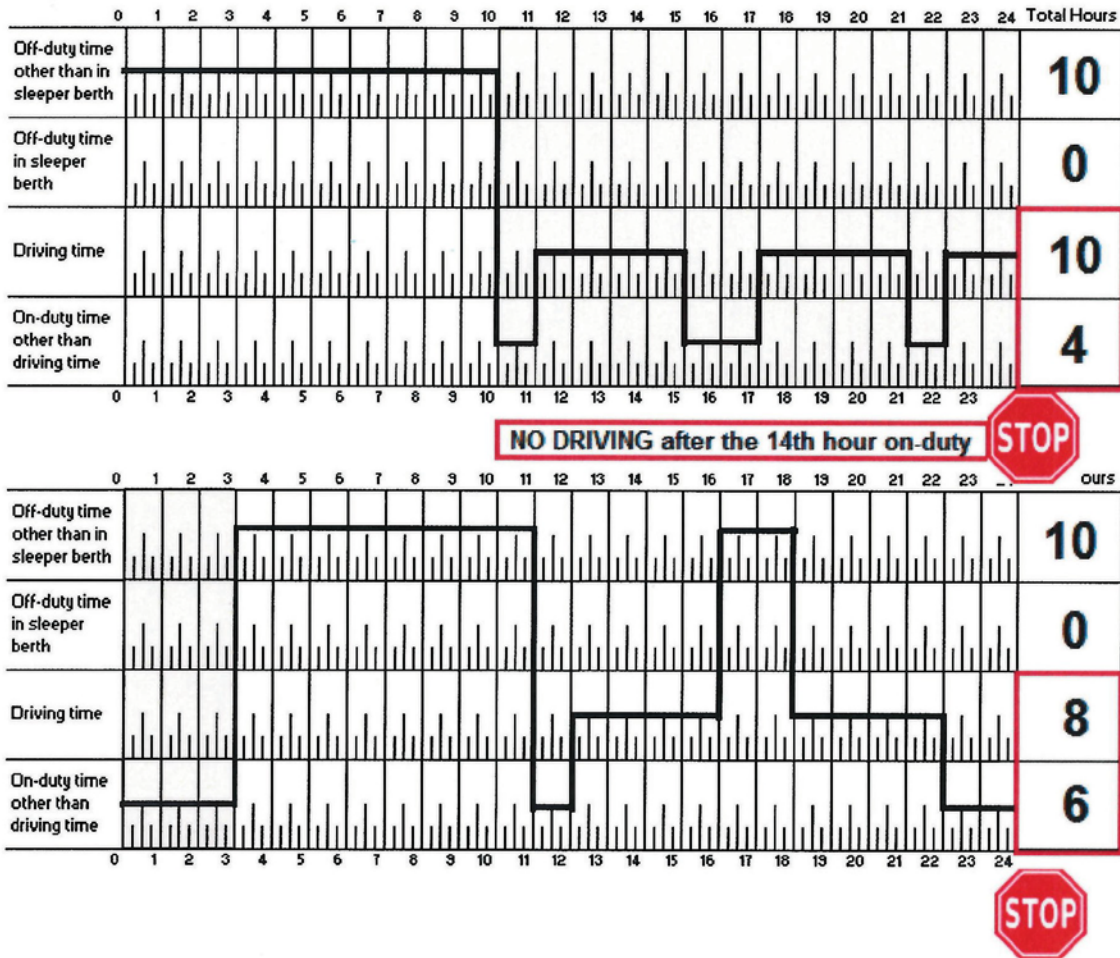 0 1 2 3 4 5 6 7 8 9 10 11 12 13 14 15 16 17 18 19 20 21 22 23 24 Total Hours
Off-duty time
other than in
sleeper berth
10
Off-duty time
in sleeper
berth
0
Driving time
10
On-duty time
other than
driving time
4
0 1 2 3 4 5 6 7 8 9 10 11 12 13 14 15 16 17 18 19 20 21 22 23
NO DRIVING after the 14th hour on-duty
STOP
0 1 2 3 4 5 6 7 8 9 10 11 12 13 14 15 16 17 18 19 20 21 22 23 ours
Off-duty time
other than in
sleeper berth
10
Off-duty time
in sleeper
berth
0
Driving time
8
On-duty time
other than
driving time
6
0 1 2 3 4 5 6 7 8 9 10 11 12 13 14 15 16 17 18 19 20 21 22 23 24
STOP